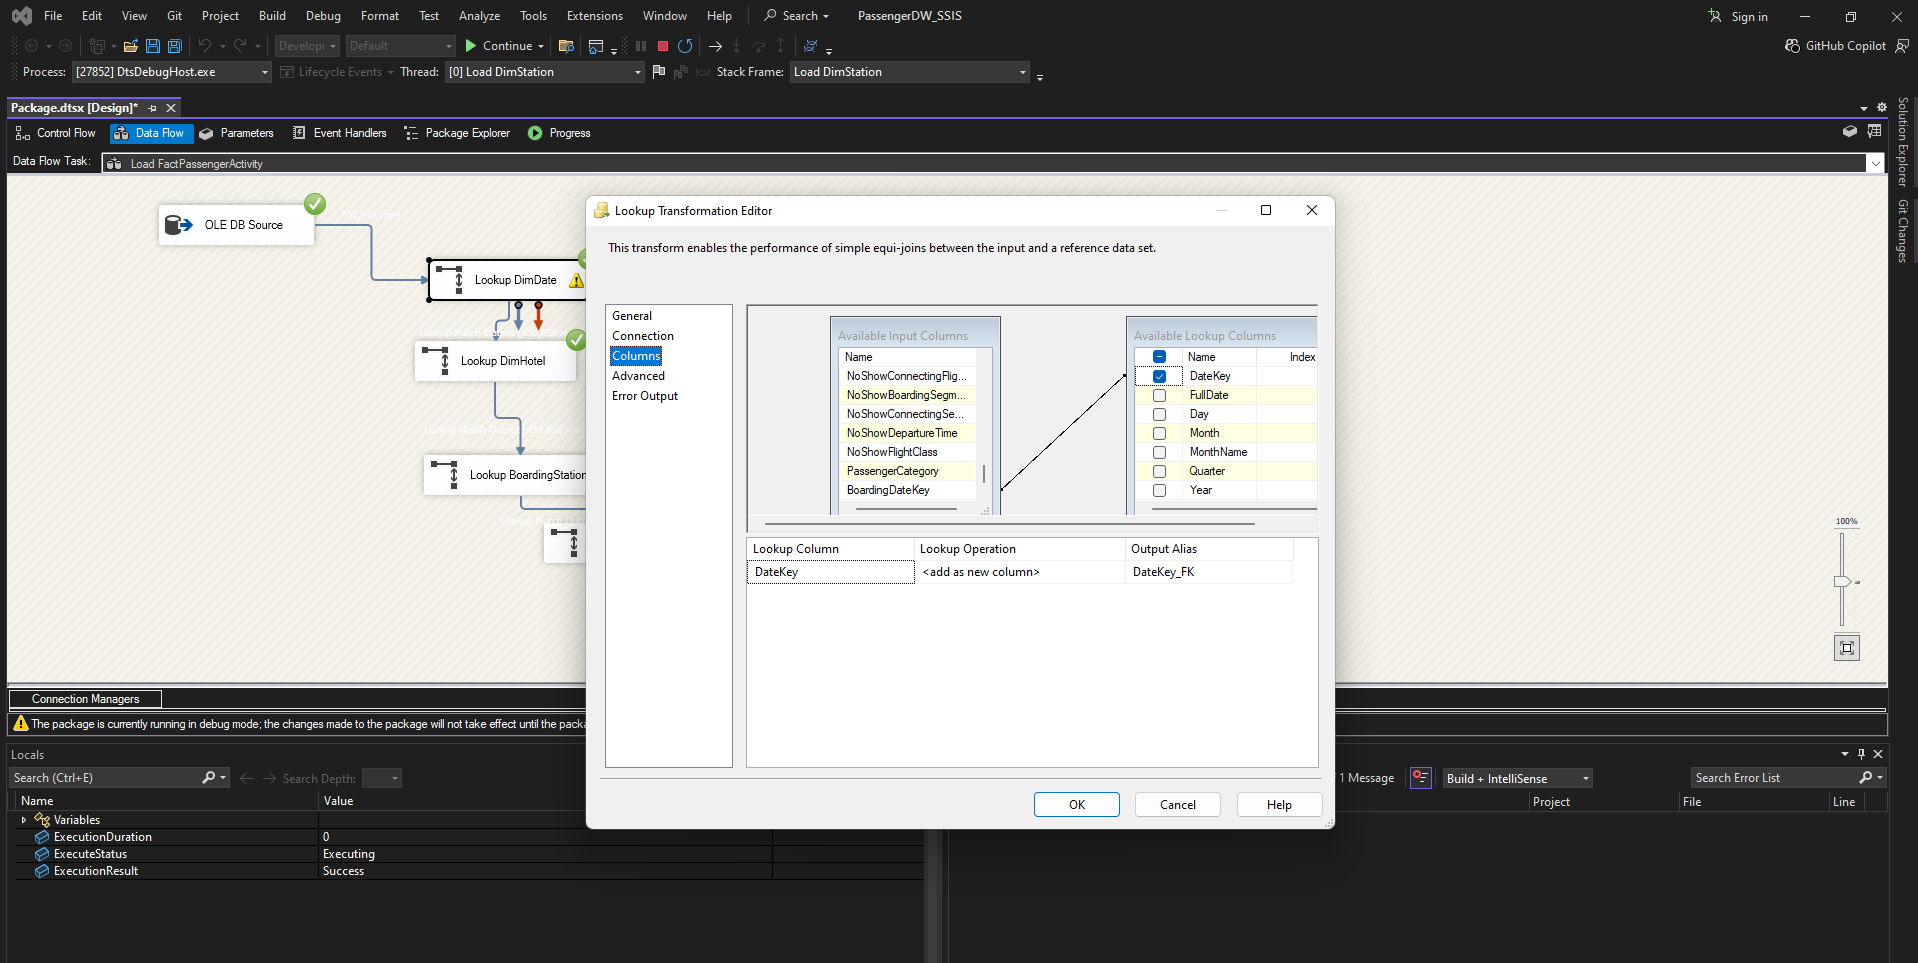 File Edit View Git Project Build Debug Format Test Analyze Tools Extensions Window Help Search PassengerDW_SSIS Sign in
Develop Default Continue GitHub Copilot
Process: [27852] DtsDebugHost.exe Lifecycle Events Thread: [0] Load DimStation Stack Frame: Load DimStation
Package.dtsx [Design]*
Control Flow Data Flow Parameters Event Handlers Package Explorer Progress
Data Flow Task: Load FactPassengerActivity
Solution Explorer
Git Changes
OLE DB Source
Lookup DimDate
Lookup DimHotel
Lookup BoardingStation
Lookup Transformation Editor
This transform enables the performance of simple equi-joins between the input and a reference data set.
General
Connection
Columns
Advanced
Error Output
Available Input Columns
Name
NoShowConnectingFlig...
NoShowBoardingSegm...
NoShowConnectingSe...
NoShowDepartureTime
NoShowFlightClass
PassengerCategory
BoardingDateKey
Available Lookup Columns
Name Index
DateKey
FullDate
Day
Month
MonthName
Quarter
Year
Lookup Column Lookup Operation Output Alias
DateKey <add as new column> DateKey_FK
OK Cancel Help
100%
Connection Managers
The package is currently running in debug mode; the changes made to the package will not take effect until the packa
Locals
Search (Ctrl+E) Search Depth:
Name Value
Variables
ExecutionDuration 0
ExecuteStatus Executing
ExecutionResult Success
1 Message Build + IntelliSense Search Error List
Project File Line